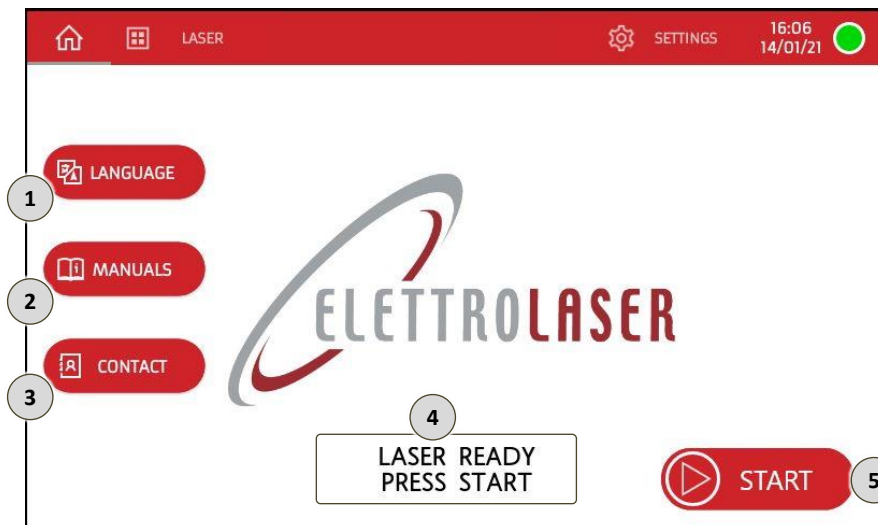 LASER
SETTINGS
16:06
14/01/21
LANGUAGE
1
MANUALS
2
CONTACT
3
ELETTROLASER
4
LASER READY
PRESS START
START
5